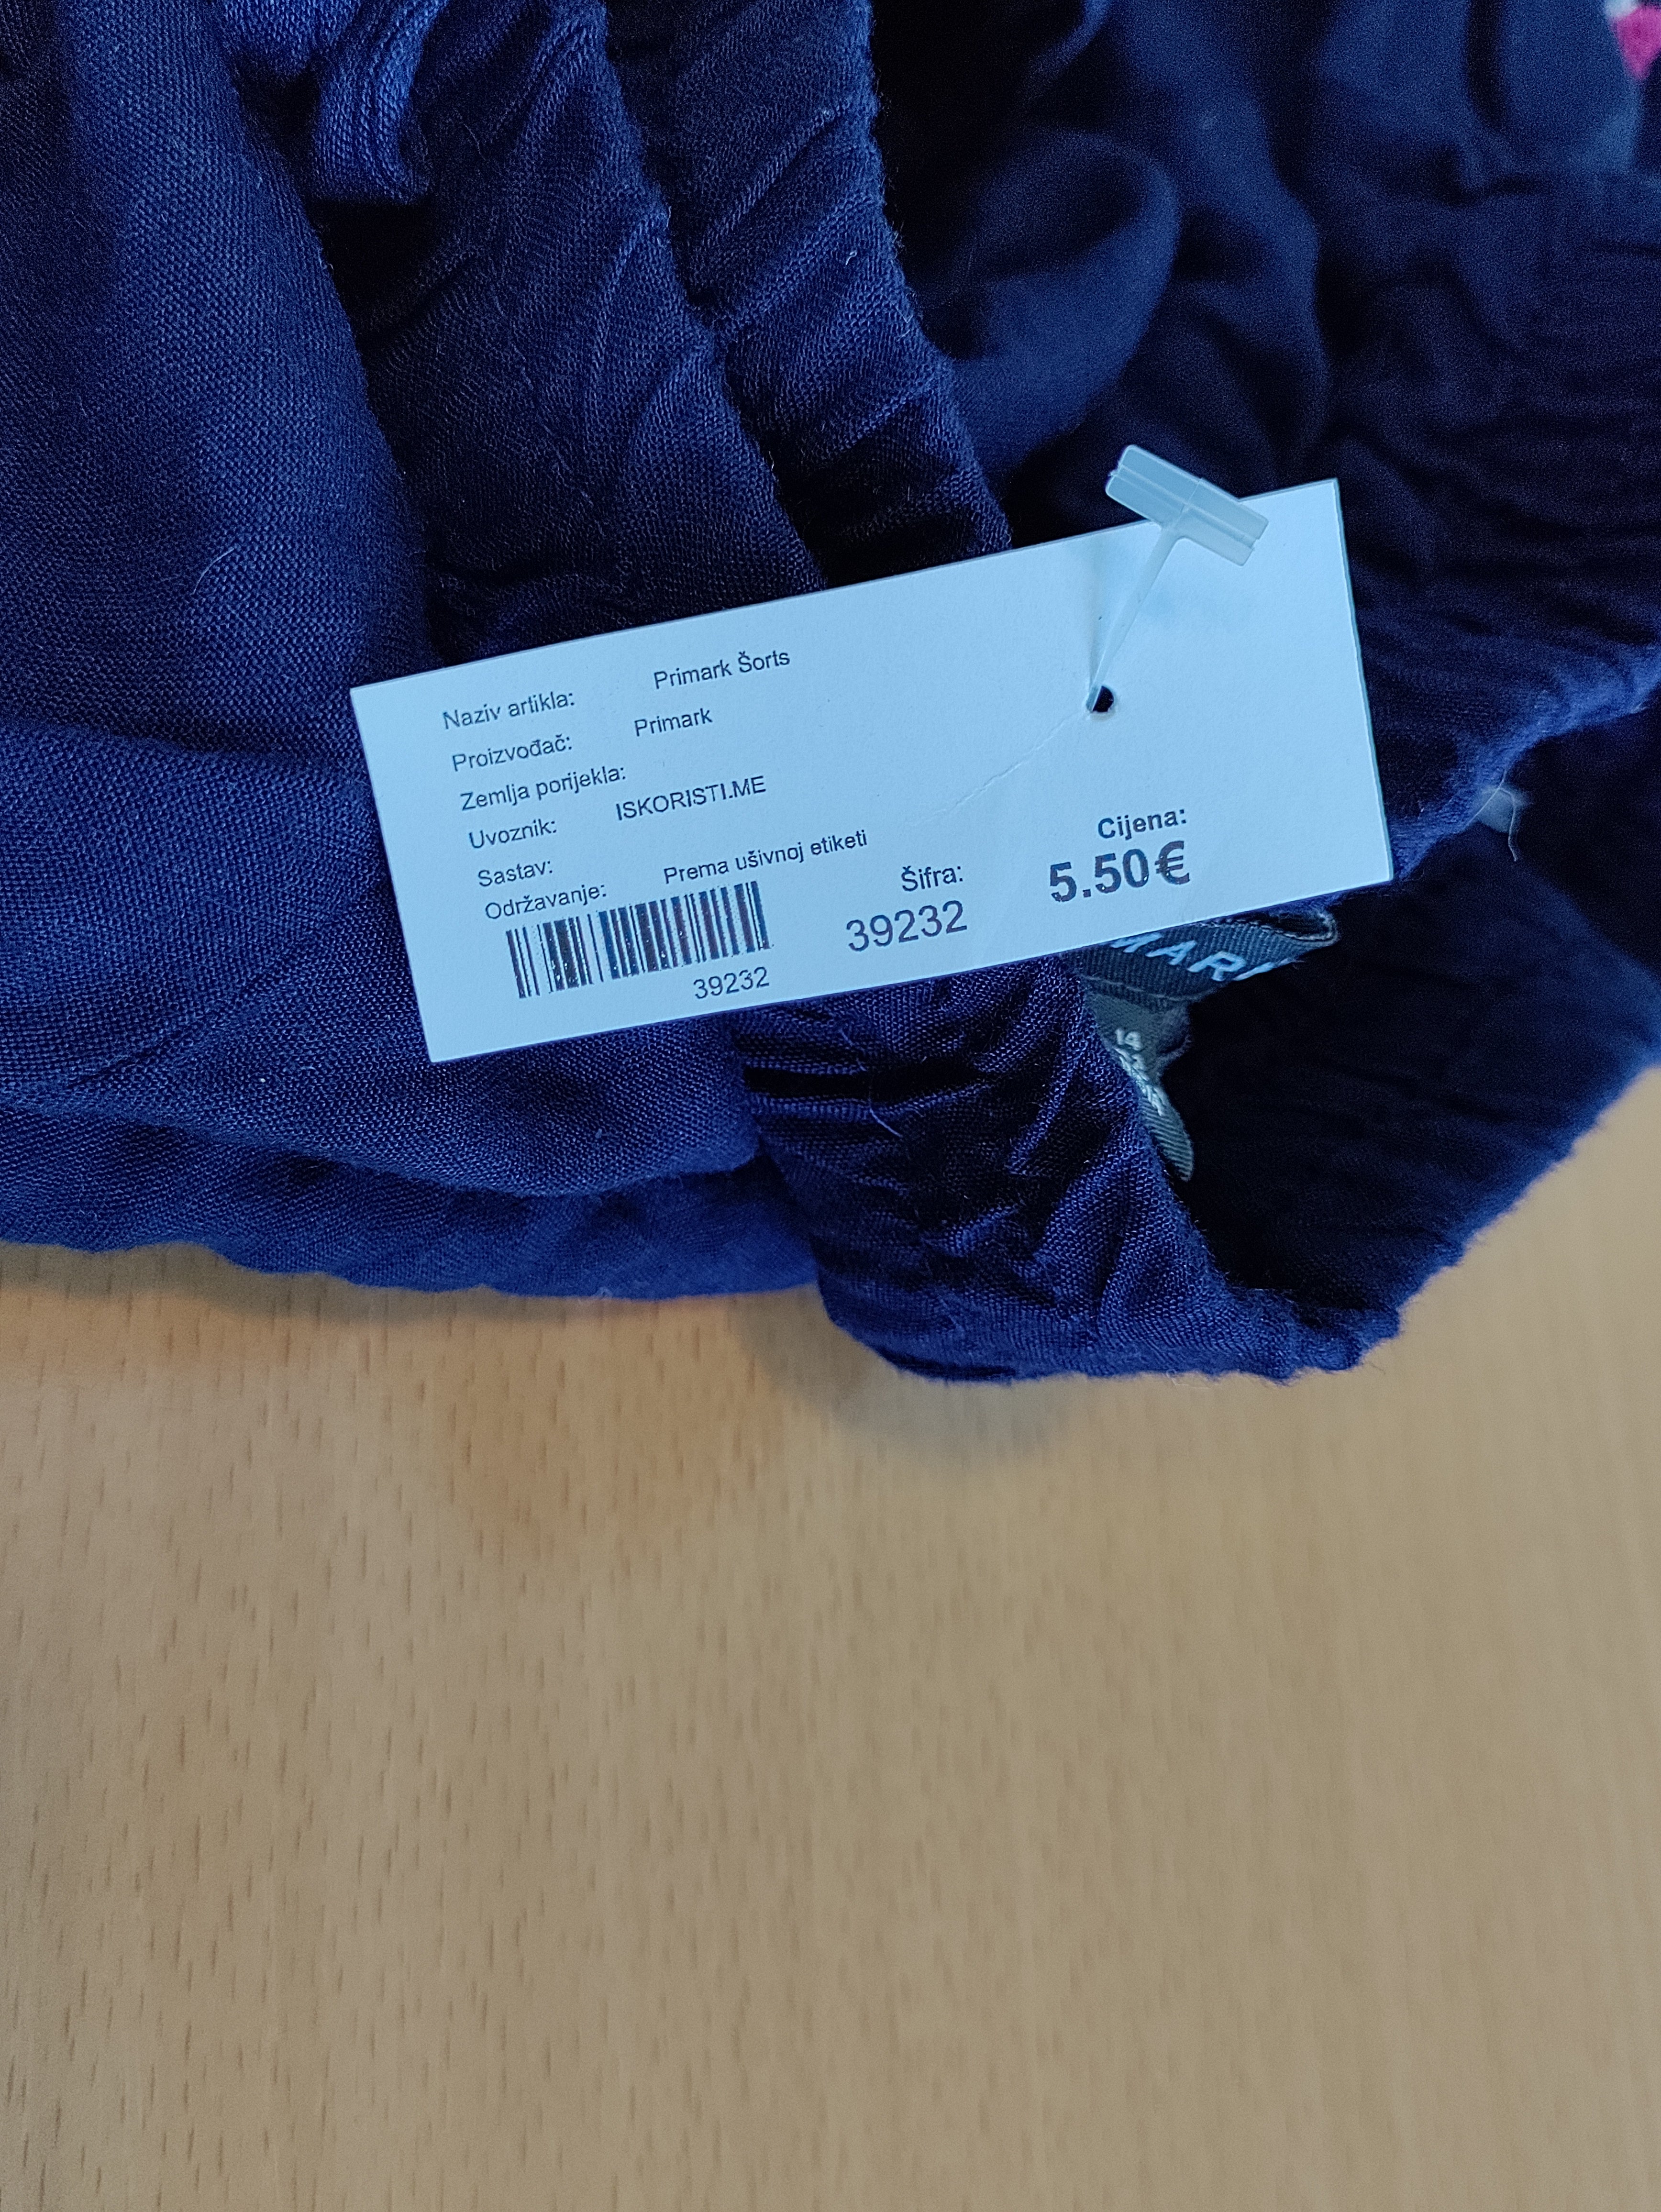 Naziv artikla: Primark Šorts
Proizvođač: Primark
Zemlja porijekla:
Uvoznik: ISKORISTI.ME
Sastav:
Održavanje: Prema ušivnoj etiketi
39232
Šifra:
39232
Cijena:
5.50€
14